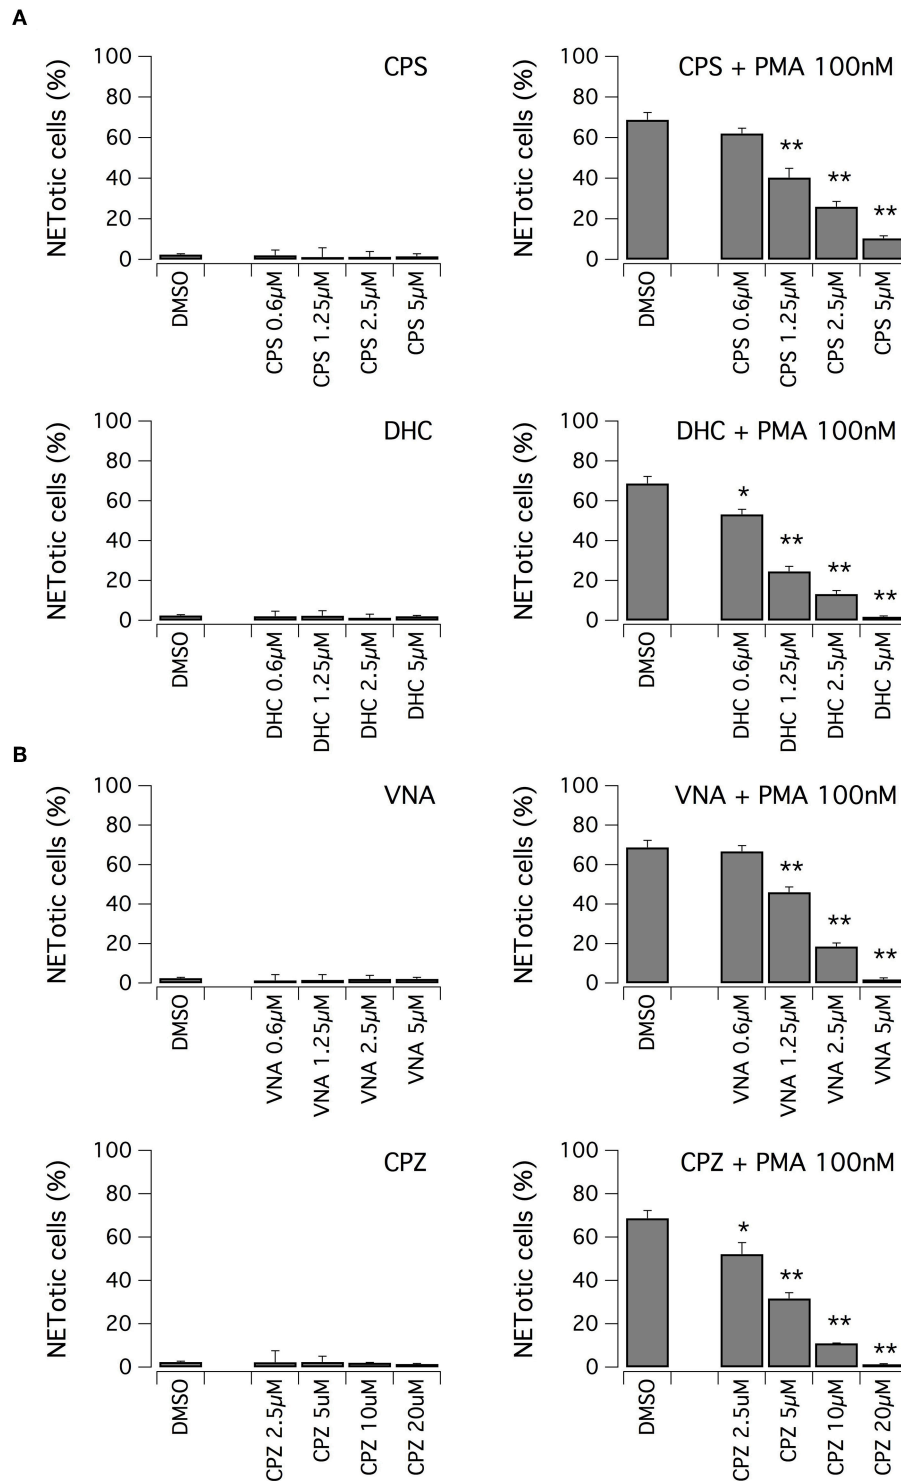 A
NETotic cells (%)
100
80
60
40
20
0
CPS
DMSO
CPS 0.6µM
CPS 1.25µM
CPS 2.5µM
CPS 5µM
NETotic cells (%)
100
80
60
40
20
0
CPS + PMA 100nM
**
**
**
DMSO
CPS 0.6µM
CPS 1.25µM
CPS 2.5µM
CPS 5µM
NETotic cells (%)
100
80
60
40
20
0
DHC
DMSO
DHC 0.6µM
DHC 1.25µM
DHC 2.5µM
DHC 5µM
NETotic cells (%)
100
80
60
40
20
0
DHC + PMA 100nM
*
**
**
**
DMSO
DHC 0.6µM
DHC 1.25µM
DHC 2.5µM
DHC 5µM
B
NETotic cells (%)
100
80
60
40
20
0
VNA
DMSO
VNA 0.6µM
VNA 1.25µM
VNA 2.5µM
VNA 5µM
NETotic cells (%)
100
80
60
40
20
0
VNA + PMA 100nM
**
**
**
DMSO
VNA 0.6µM
VNA 1.25µM
VNA 2.5µM
VNA 5µM
NETotic cells (%)
100
80
60
40
20
0
CPZ
DMSO
CPZ 2.5µM
CPZ 5uM
CPZ 10uM
CPZ 20uM
NETotic cells (%)
100
80
60
40
20
0
CPZ + PMA 100nM
*
**
**
**
DMSO
CPZ 2.5uM
CPZ 5µM
CPZ 10µM
CPZ 20µM